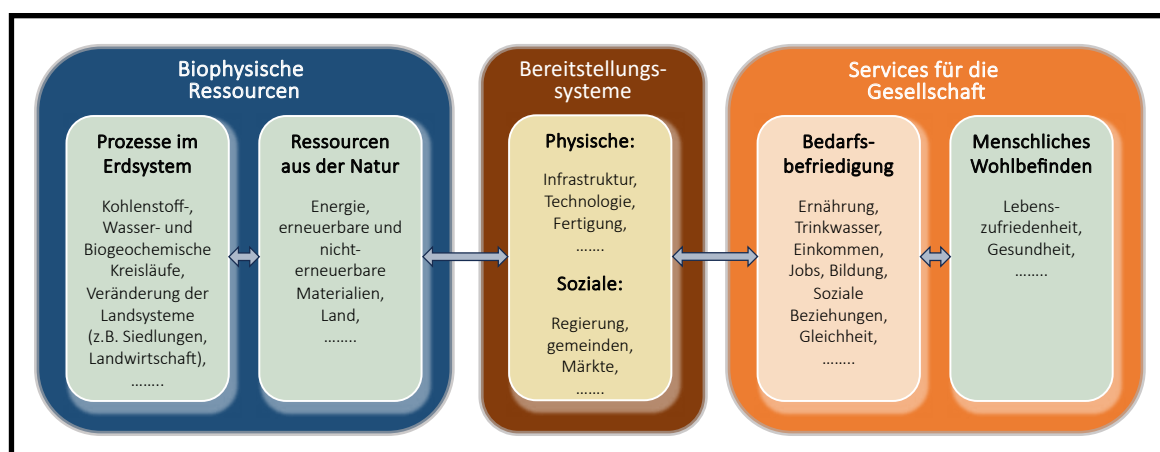 Biophysische
Ressourcen
Prozesse im
Erdsystem
Kohlenstoff-,
Wasser- und
Biogeochemische
Kreisläufe,
Veränderung der
Landsysteme
(z.B. Siedlungen,
Landwirtschaft),
........
Ressourcen
aus der Natur
Energie,
erneuerbare und
nicht-
erneuerbare
Materialien,
Land,
........
Bereitstellungs-
systeme
Physische:
Infrastruktur,
Technologie,
Fertigung,
.......
Soziale:
Regierung,
gemeinden,
Märkte,
.......
Services für die
Gesellschaft
Bedarfs-
befriedigung
Ernährung,
Trinkwasser,
Einkommen,
Jobs, Bildung,
Soziale
Beziehungen,
Gleichheit,
........
Menschliches
Wohlbefinden
Lebens-
zufriedenheit,
Gesundheit,
........